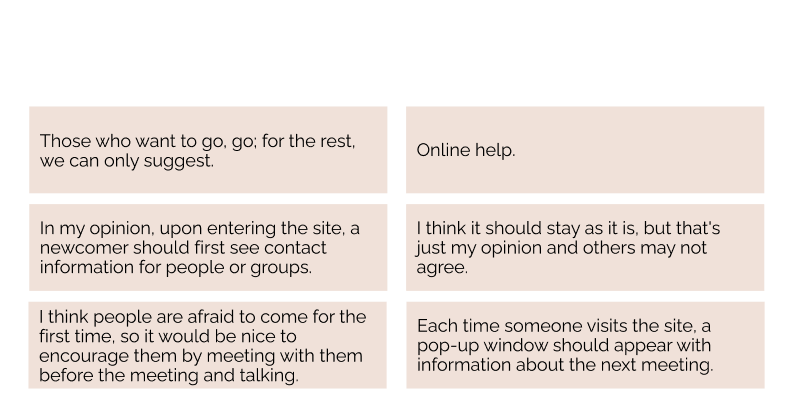 Those who want to go, go; for the rest,
we can only suggest.
Online help.
In my opinion, upon entering the site, a
newcomer should first see contact
information for people or groups.
I think it should stay as it is, but that's
just my opinion and others may not
agree.
I think people are afraid to come for the
first time, so it would be nice to
encourage them by meeting with them
before the meeting and talking.
Each time someone visits the site, a
pop-up window should appear with
information about the next meeting.